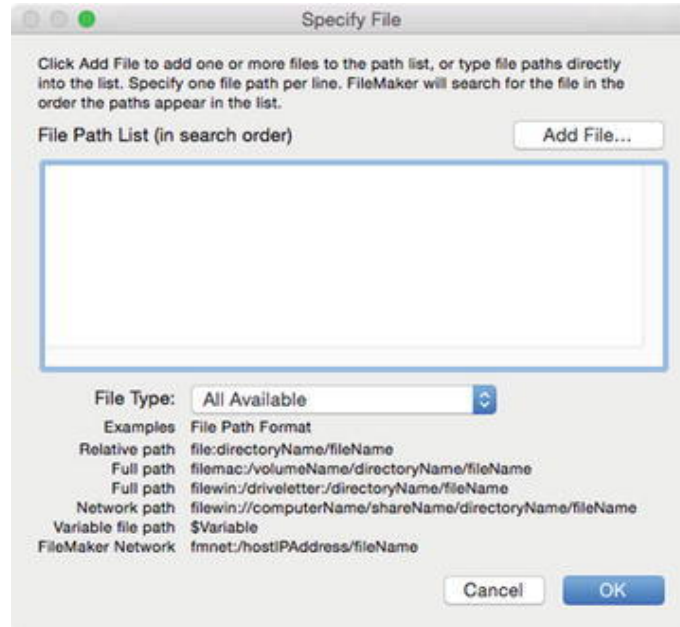 Specify File
Click Add File to add one or more files to the path list, or type file paths directly
into the list. Specify one file path per line. FileMaker will search for the file in the
order the paths appear in the list.
File Path List (in search order)
Add File...
File Type: All Available
Examples File Path Format
Relative path file:directoryName/fileName
Full path filemac:/volumeName/directoryName/fileName
Full path filewin:/driveletter:/directoryName/fileName
Network path filewin://computerName/shareName/directoryName/fileName
Variable file path $Variable
FileMaker Network fmnet:/hostIPAddress/fileName
Cancel OK